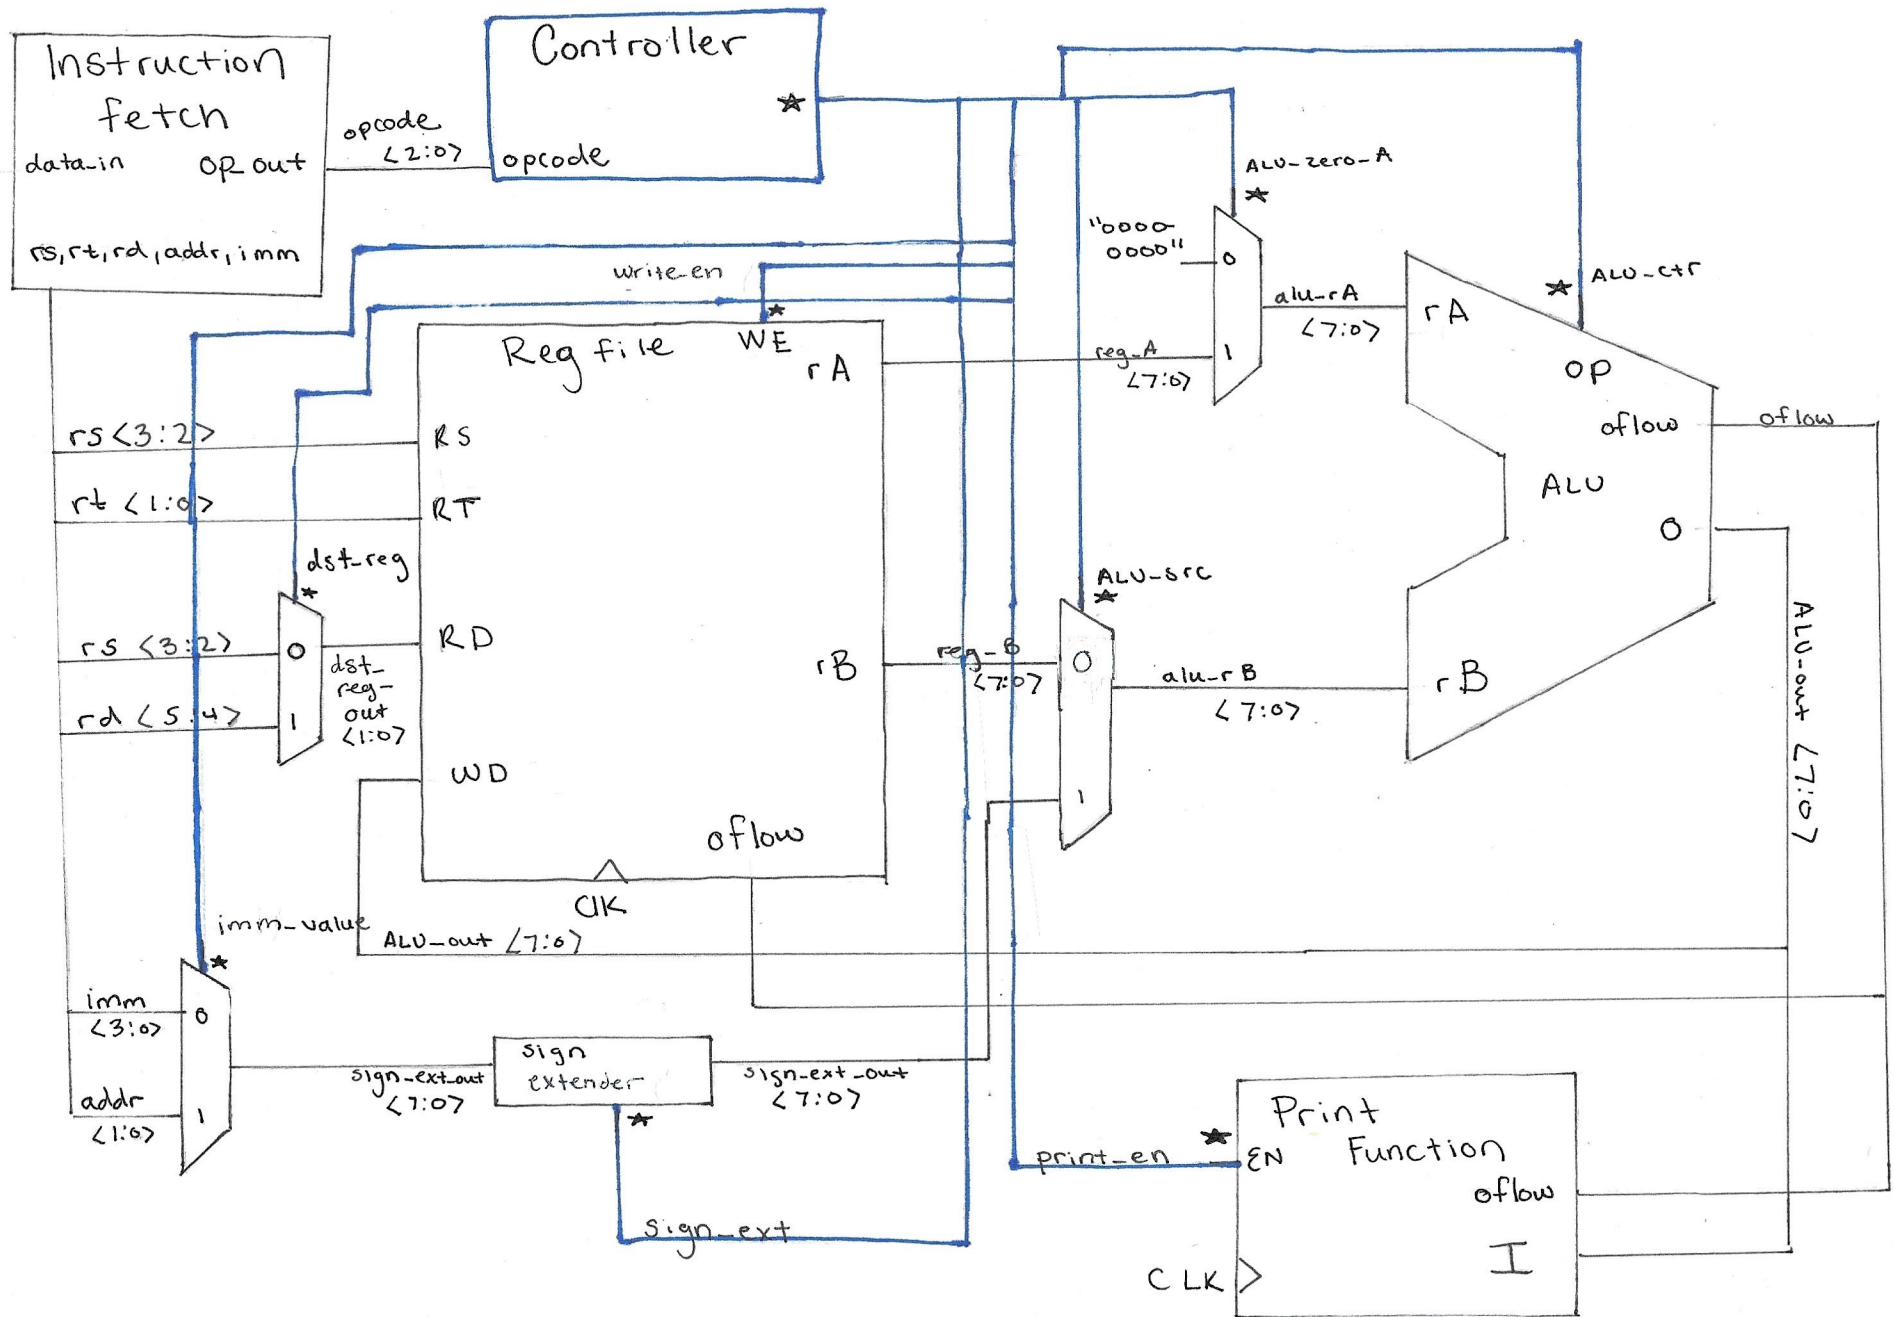 Instruction
fetch
data_in
op_out
rs, rt, rd, addr, imm
opcode
<2:0>
Controller
★
opcode
ALU_zero_A
★
"0000
0000"
0
1
alu_rA
<7:0>
reg_A
<7:0>
ALU_ctr
★
rA
OP
oflow
ALU
O
rB
oflow
ALU_out <7:0>
write_en
★
Reg file
WE
rA
RS
RT
RD
rB
WD
oflow
Clk
rs <3:2>
rt <1:0>
dst_reg
★
rs <3:2>
0
rd <5:4>
1
dst_
reg_
out
<1:0>
reg_B
<7:0>
ALU_src
★
0
1
alu_rB
<7:0>
imm_value
★
ALU_out <7:0>
imm
<3:0>
0
addr
<1:0>
1
sign_ext_out
<7:0>
sign
extender
★
sign_ext_out
<7:0>
sign_ext
print_en
★
Print
Function
EN
oflow
I
CLK